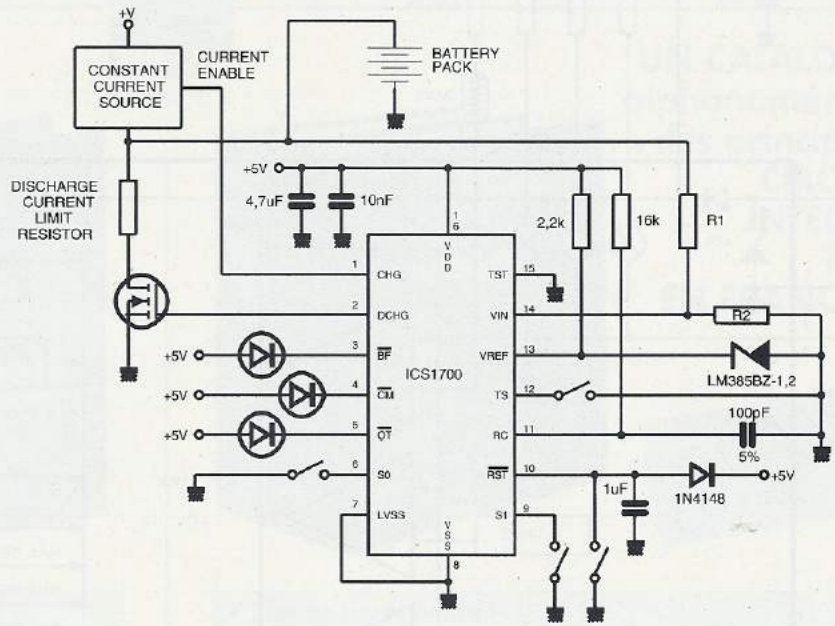 +V
CONSTANT
CURRENT
SOURCE
CURRENT
ENABLE
BATTERY
PACK
DISCHARGE
CURRENT
LIMIT
RESISTOR
+5V
4,7uF
10nF
2,2k
16k
R1
1
6
VDD
1
CHG
TST
15
2
DCHG
VIN
14
R2
+5V
3
BF
ICS1700
VREF
13
LM385BZ-1,2
+5V
4
CM
TS
12
+5V
5
OT
RC
11
100pF
5%
6
S0
RST
10
1uF
1N4148
+5V
7
LVSS
VSS
8
S1
9